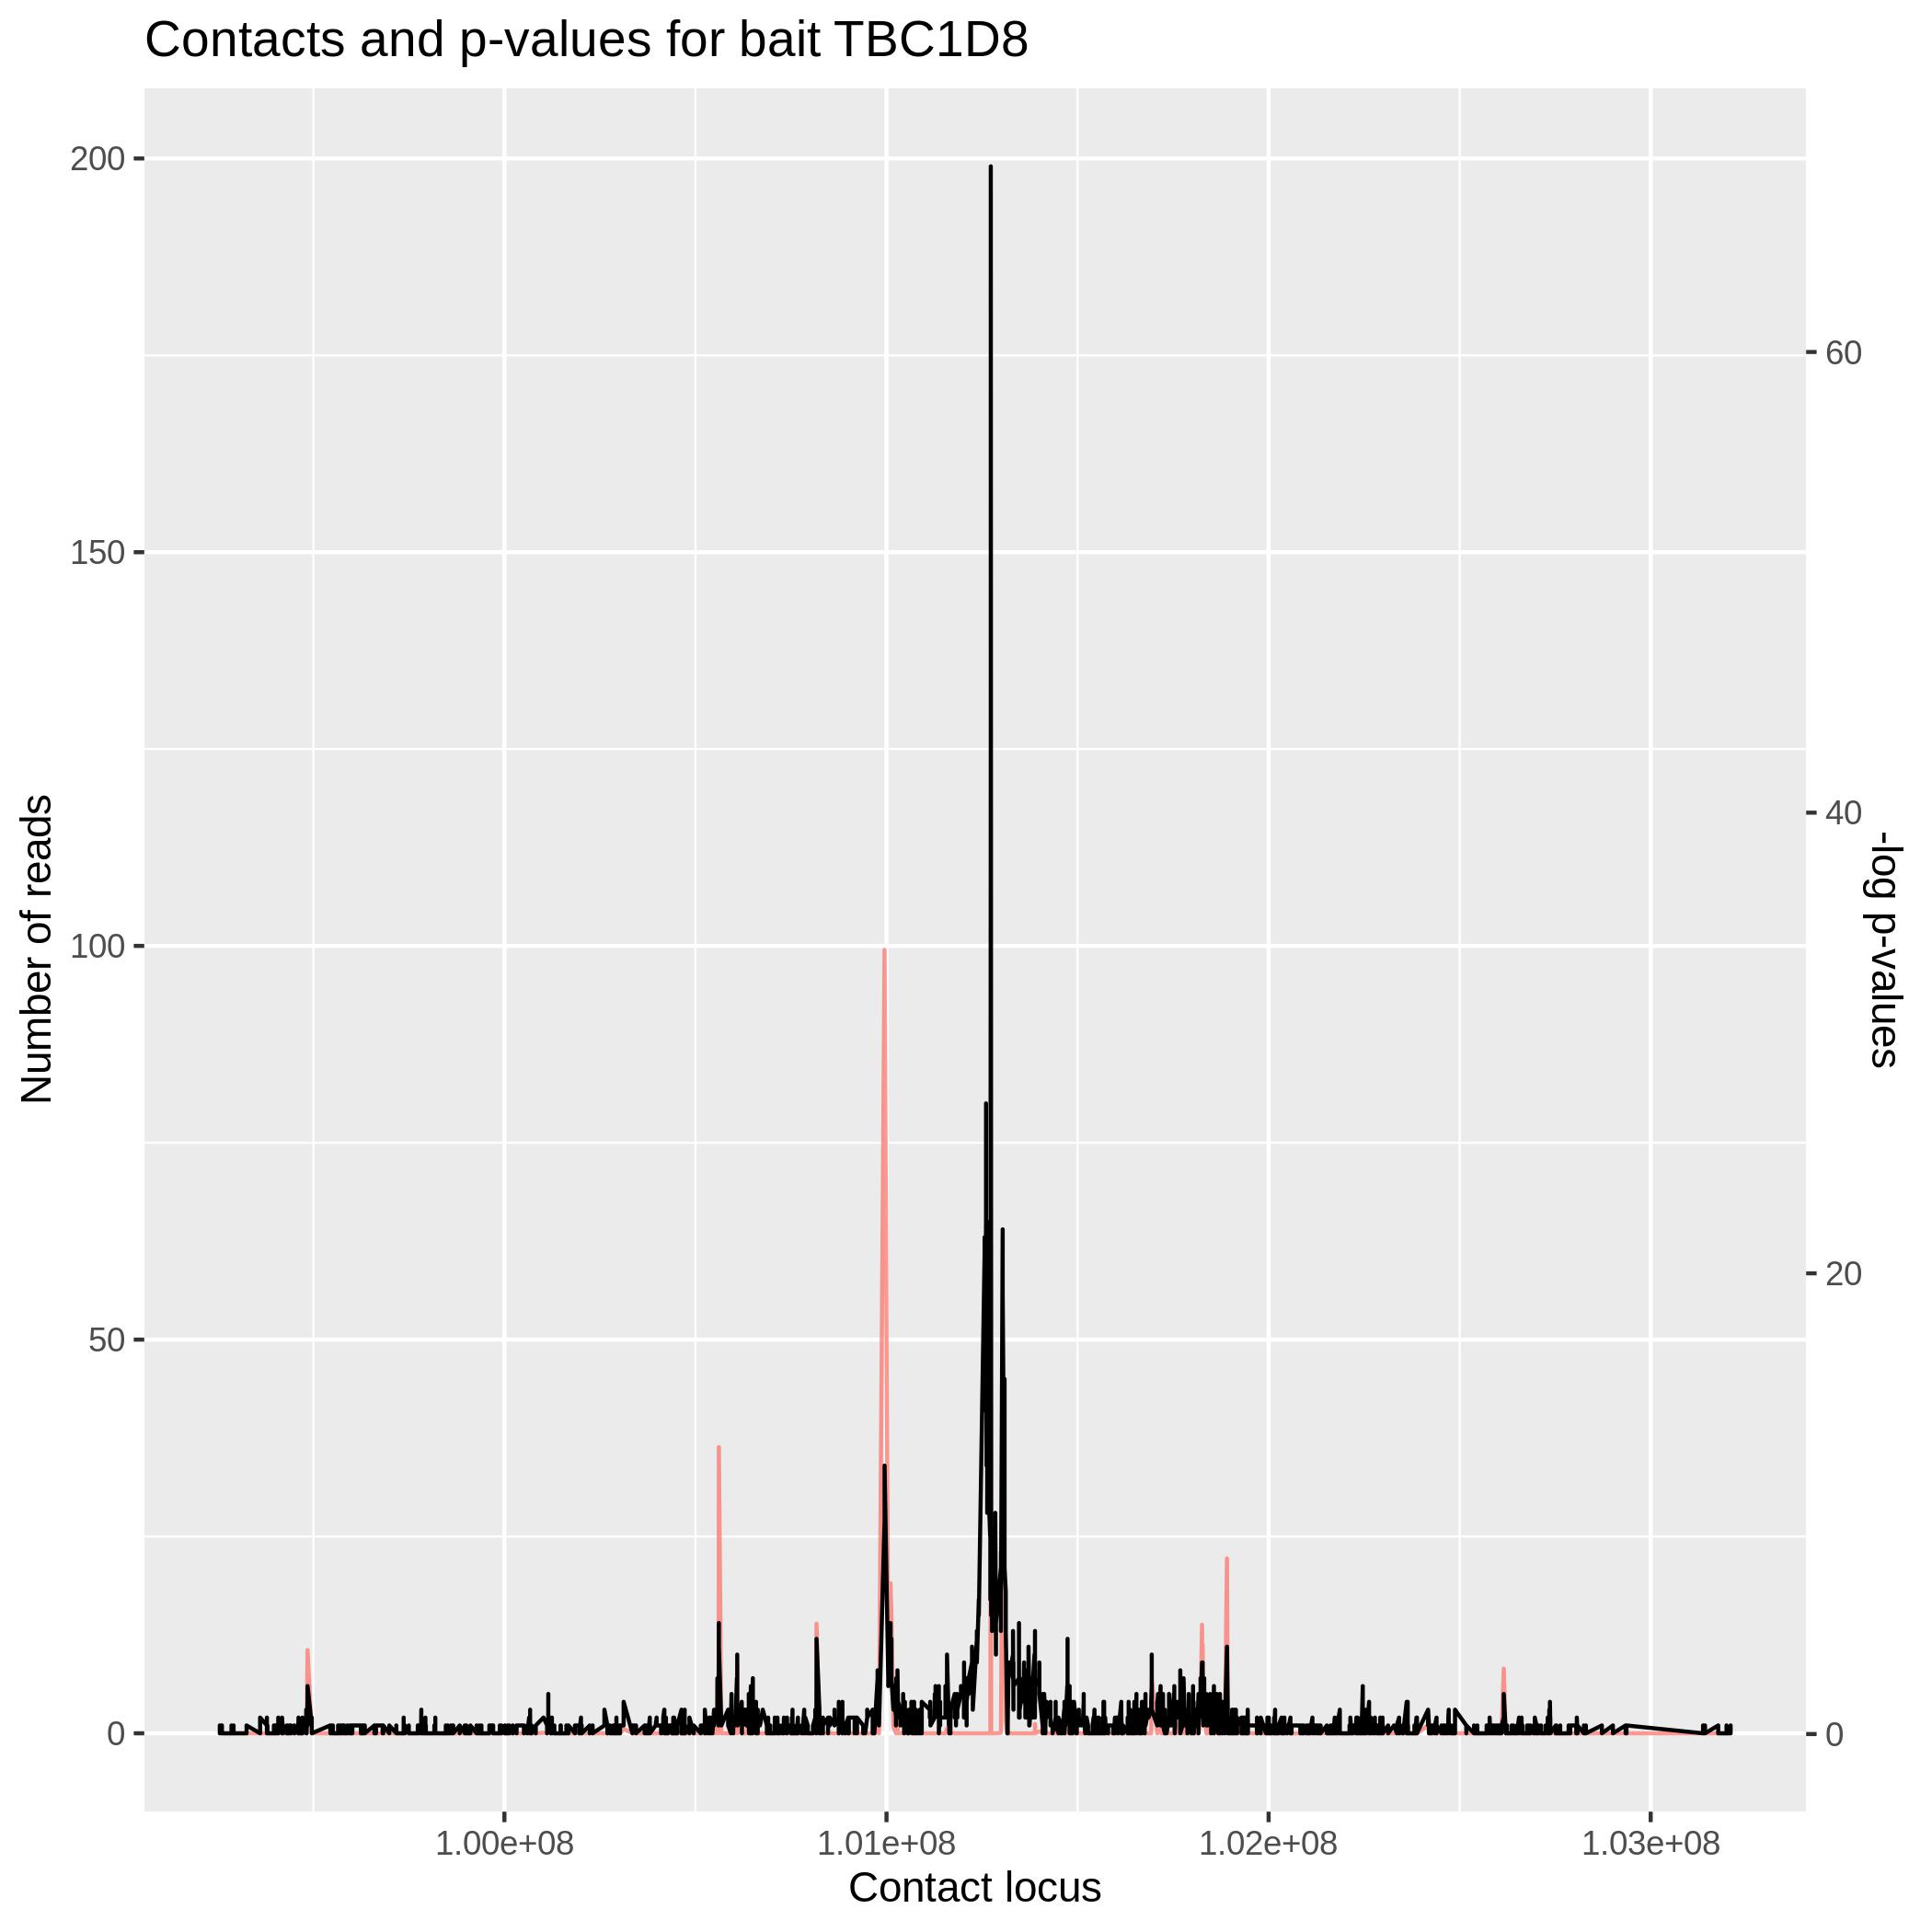 Contacts and p-values for bait TBC1D8
200
150
100
50
0
Number of reads
60
40
20
0
-log p-values
1.00e+08
1.01e+08
1.02e+08
1.03e+08
Contact locus